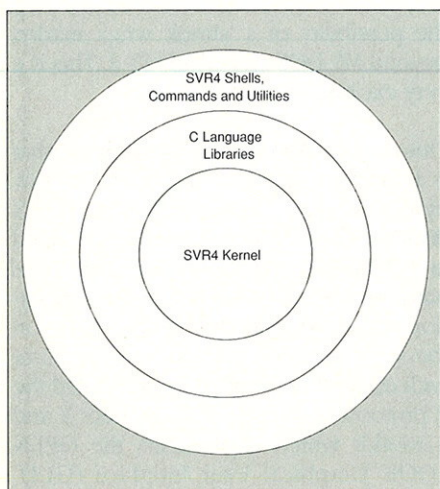 SVR4 Shells,
Commands and Utilities
C Language
Libraries
SVR4 Kernel